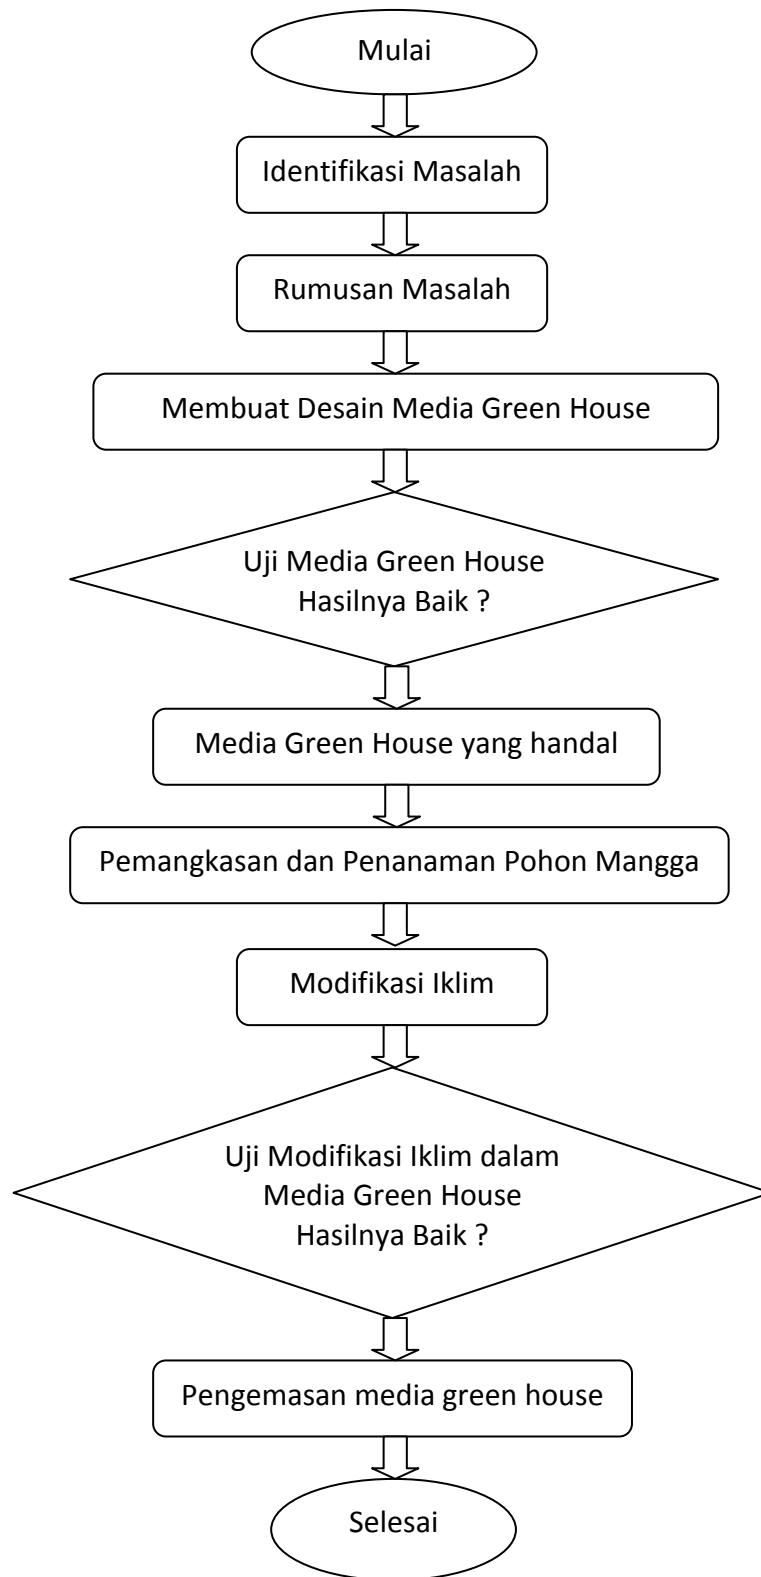 Mulai
Identifikasi Masalah
Rumusan Masalah
Membuat Desain Media Green House
Uji Media Green House
Hasilnya Baik ?
Media Green House yang handal
Pemangkasan dan Penanaman Pohon Mangga
Modifikasi Iklim
Uji Modifikasi Iklim dalam
Media Green House
Hasilnya Baik ?
Pengemasan media green house
Selesai